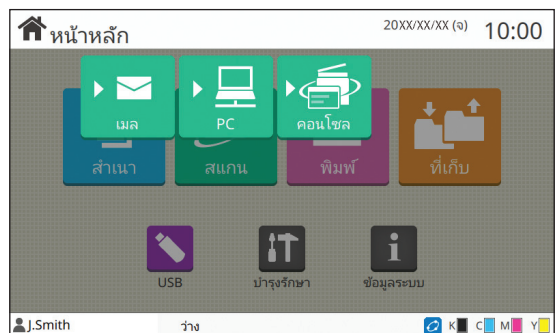 หน้าหลัก 20XX/XX/XX (จ) 10:00
เมล PC คอนโซล
สำเนา สแกน พิมพ์ ที่เก็บ
USB บำรุงรักษา ข้อมูลระบบ
J.Smith ว่าง K C M Y